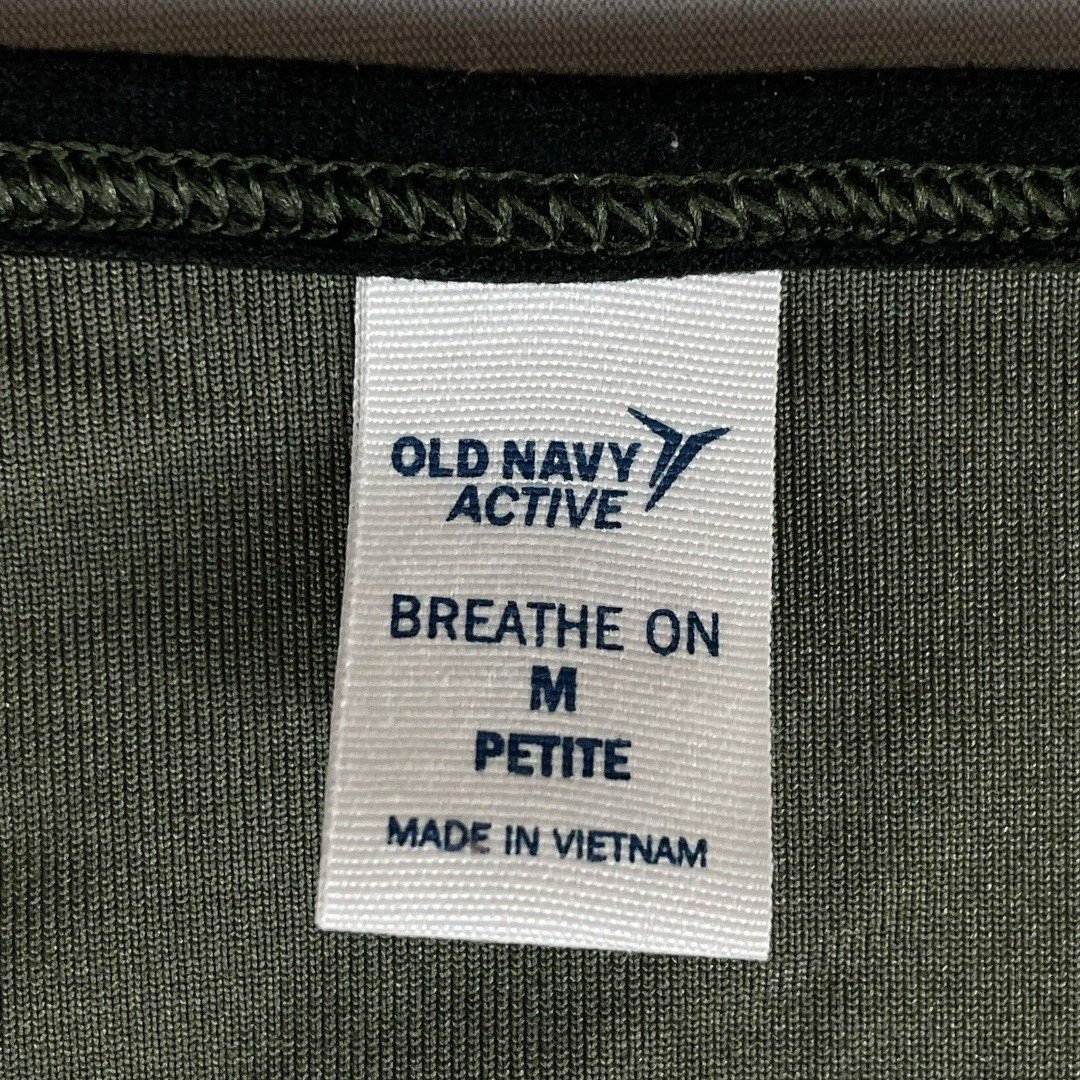 OLD NAVY
ACTIVE
BREATHE ON
M
PETITE
MADE IN VIETNAM